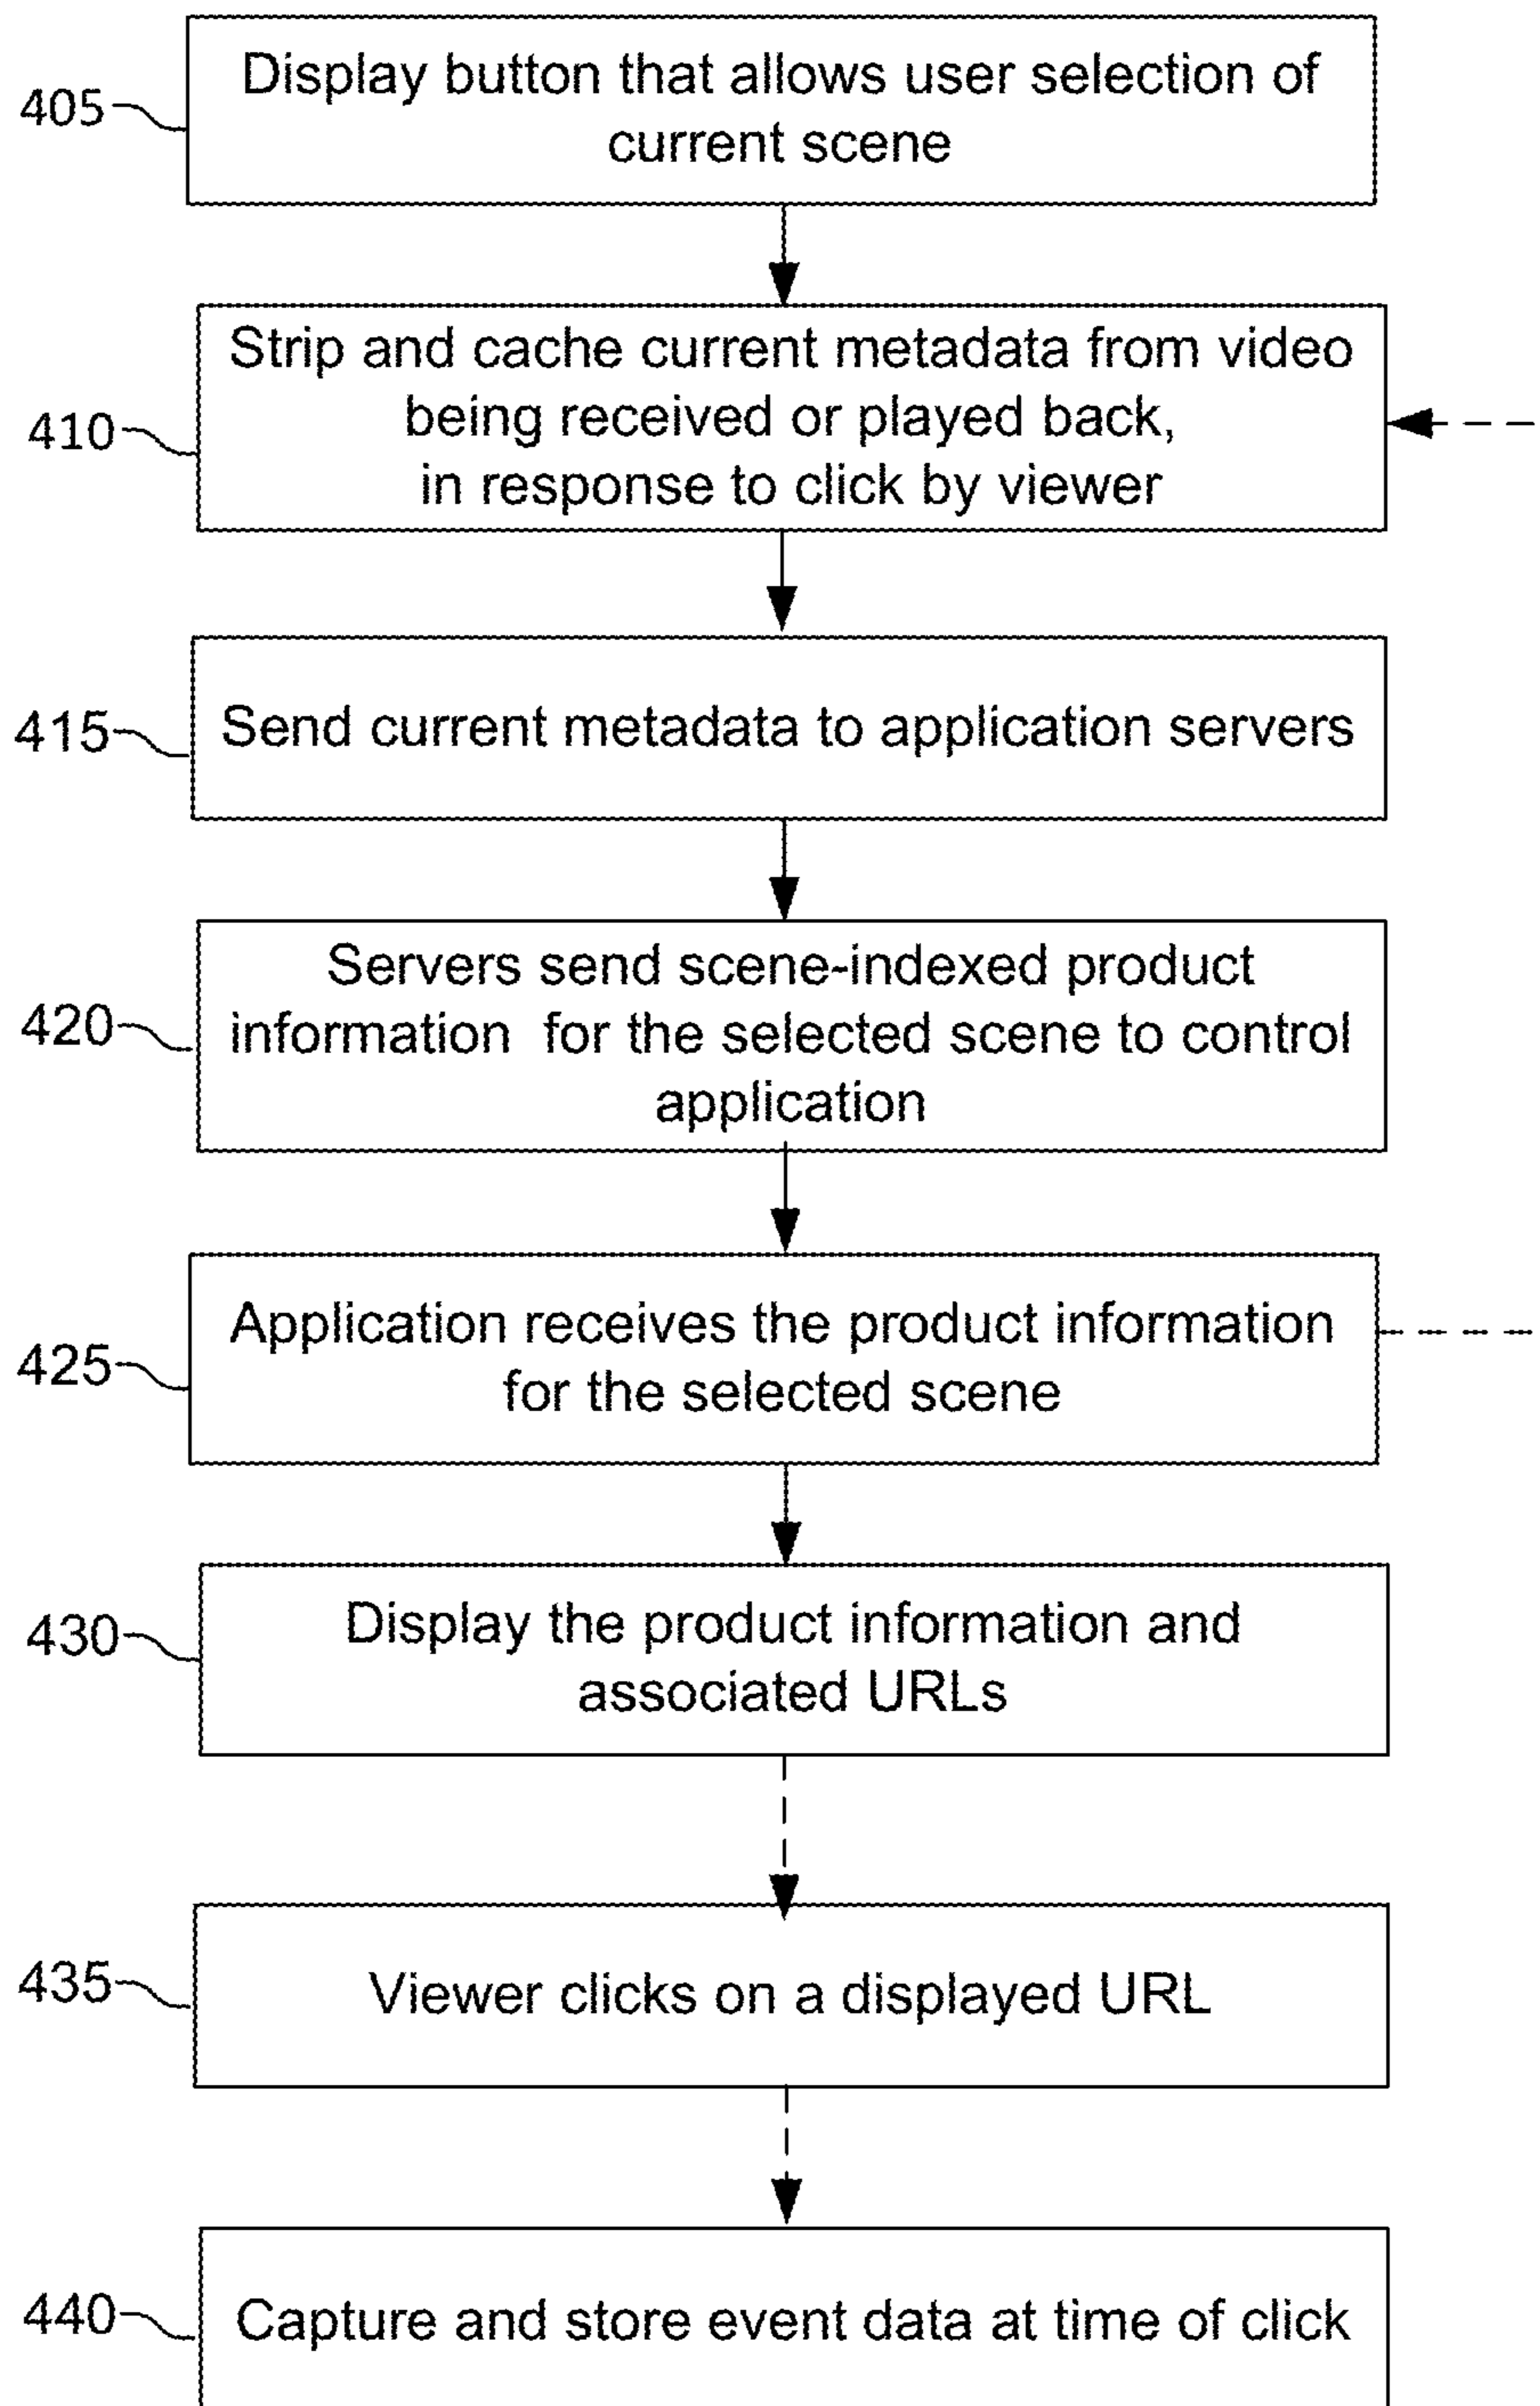 405
Display button that allows user selection of
current scene
410
Strip and cache current metadata from video
being received or played back,
in response to click by viewer
415
Send current metadata to application servers
420
Servers send scene-indexed product
information for the selected scene to control
application
425
Application receives the product information
for the selected scene
430
Display the product information and
associated URLs
435
Viewer clicks on a displayed URL
440
Capture and store event data at time of click